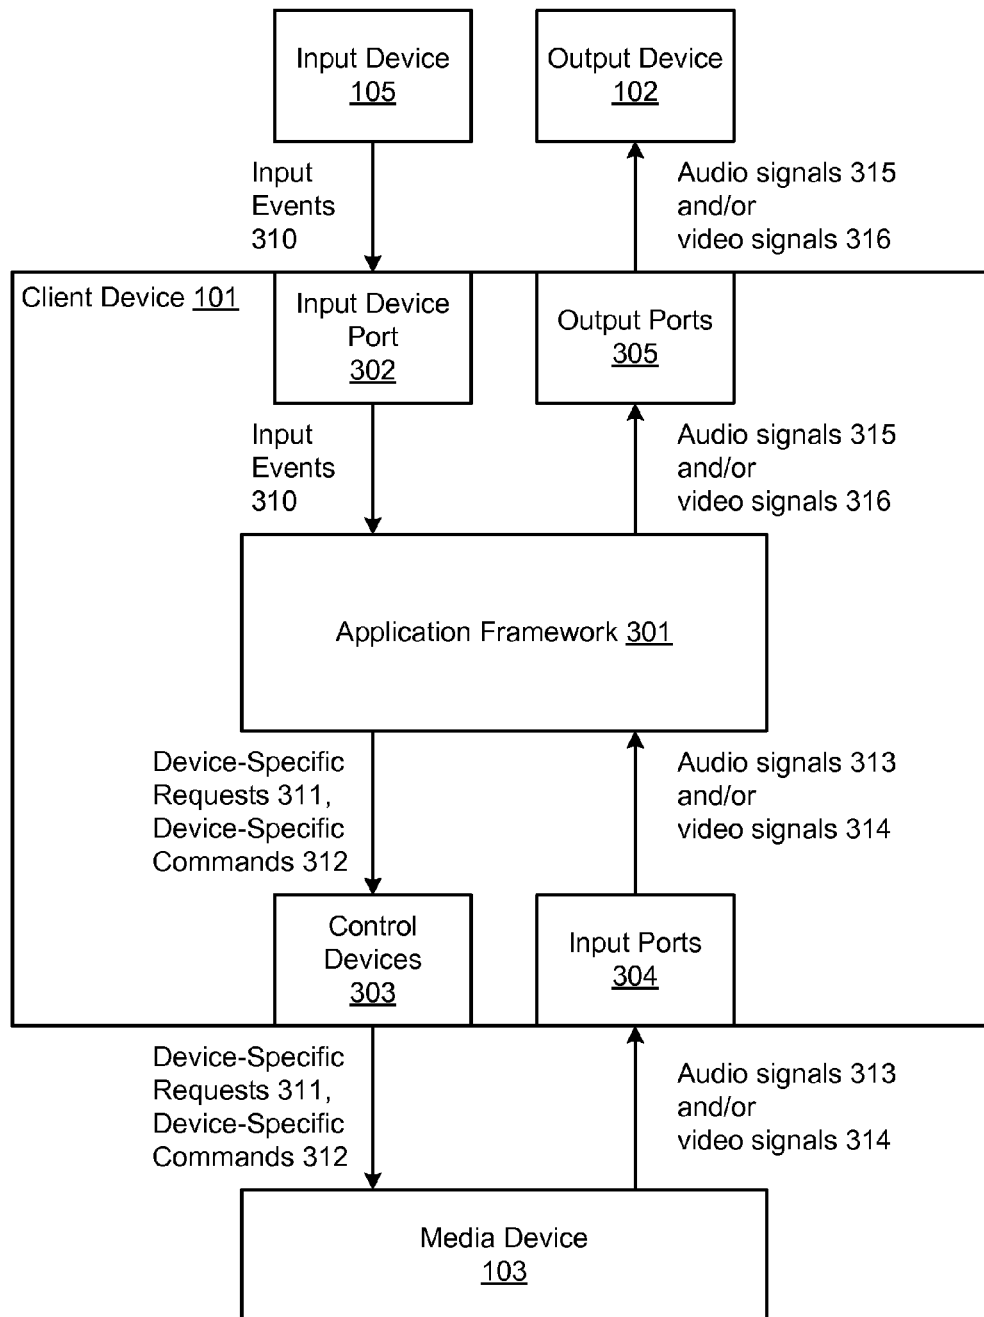 Input Device
105
Output Device
102
Input
Events
310
Audio signals 315
and/or
video signals 316
Client Device 101
Input Device
Port
302
Output Ports
305
Input
Events
310
Audio signals 315
and/or
video signals 316
Application Framework 301
Device-Specific
Requests 311,
Device-Specific
Commands 312
Audio signals 313
and/or
video signals 314
Control
Devices
303
Input Ports
304
Device-Specific
Requests 311,
Device-Specific
Commands 312
Audio signals 313
and/or
video signals 314
Media Device
103